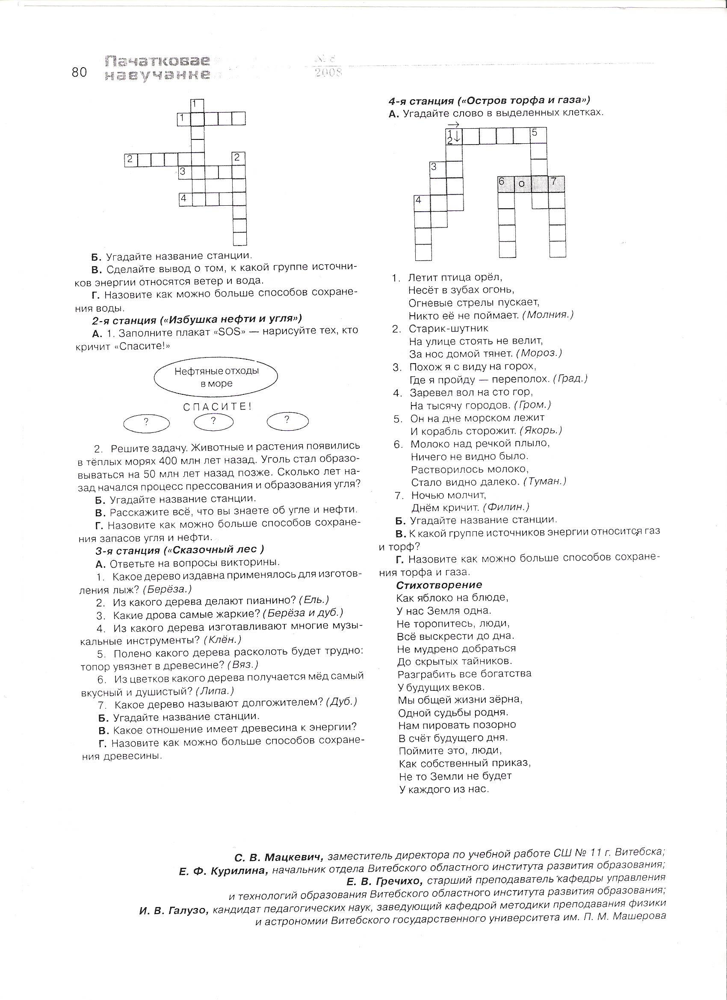 80
Пачатковае
навучанне
№ 8
2008
1
1
2
2
3
4
Б. Угадайте название станции.
В. Сделайте вывод о том, к какой группе источни-
ков энергии относятся ветер и вода.
Г. Назовите как можно больше способов сохране-
ния воды.
2-я станция («Избушка нефти и угля»)
А. 1. Заполните плакат «SOS» — нарисуйте тех, кто
кричит «Спасите!»
Нефтяные отходы
в море
СПАСИТЕ!
? ? ?
2. Решите задачу. Животные и растения появились
в тёплых морях 400 млн лет назад. Уголь стал образо-
вываться на 50 млн лет назад позже. Сколько лет на-
зад начался процесс прессования и образования угля?
Б. Угадайте название станции.
В. Расскажите всё, что вы знаете об угле и нефти.
Г. Назовите как можно больше способов сохране-
ния запасов угля и нефти.
3-я станция («Сказочный лес )
А. Ответьте на вопросы викторины.
1. Какое дерево издавна применялось для изготов-
ления лыж? (Берёза.)
2. Из какого дерева делают пианино? (Ель.)
3. Какие дрова самые жаркие? (Берёза и дуб.)
4. Из какого дерева изготавливают многие музы-
кальные инструменты? (Клён.)
5. Полено какого дерева расколоть будет трудно:
топор увязнет в древесине? (Вяз.)
6. Из цветков какого дерева получается мёд самый
вкусный и душистый? (Липа.)
7. Какое дерево называют долгожителем? (Дуб.)
Б. Угадайте название станции.
В. Какое отношение имеет древесина к энергии?
Г. Назовите как можно больше способов сохране-
ния древесины.
4-я станция («Остров торфа и газа»)
А. Угадайте слово в выделенных клетках.
1 5
2
3
6 о 7
4
1. Летит птица орёл,
Несёт в зубах огонь,
Огневые стрелы пускает,
Никто её не поймает. (Молния.)
2. Старик-шутник
На улице стоять не велит,
За нос домой тянет. (Мороз.)
3. Похож я с виду на горох,
Где я пройду — переполох. (Град.)
4. Заревел вол на сто гор,
На тысячу городов. (Гром.)
5. Он на дне морском лежит
И корабль сторожит. (Якорь.)
6. Молоко над речкой плыло,
Ничего не видно было.
Растворилось молоко,
Стало видно далеко. (Туман.)
7. Ночью молчит,
Днём кричит. (Филин.)
Б. Угадайте название станции.
В. К какой группе источников энергии относится газ
и торф?
Г. Назовите как можно больше способов сохране-
ния торфа и газа.
Стихотворение
Как яблоко на блюде,
У нас Земля одна.
Не торопитесь, люди,
Всё выскрести до дна.
Не мудрено добраться
До скрытых тайников.
Разграбить все богатства
У будущих веков.
Мы общей жизни зёрна,
Одной судьбы родня.
Нам пировать позорно
В счёт будущего дня.
Поймите это, люди,
Как собственный приказ,
Не то Земли не будет
У каждого из нас.
С. В. Мацкевич, заместитель директора по учебной работе СШ № 11 г. Витебска;
Е. Ф. Курилина, начальник отдела Витебского областного института развития образования;
Е. В. Гречихо, старший преподаватель кафедры управления
и технологий образования Витебского областного института развития образования;
И. В. Галузо, кандидат педагогических наук, заведующий кафедрой методики преподавания физики
и астрономии Витебского государственного университета им. П. М. Машерова